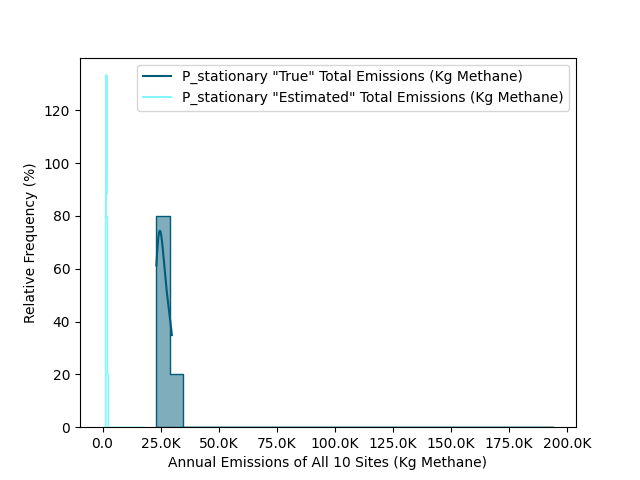 P_stationary "True" Total Emissions (Kg Methane)
P_stationary "Estimated" Total Emissions (Kg Methane)
120
100
80
60
40
20
0
Relative Frequency (%)
0.0 25.0K 50.0K 75.0K 100.0K 125.0K 150.0K 175.0K 200.0K
Annual Emissions of All 10 Sites (Kg Methane)